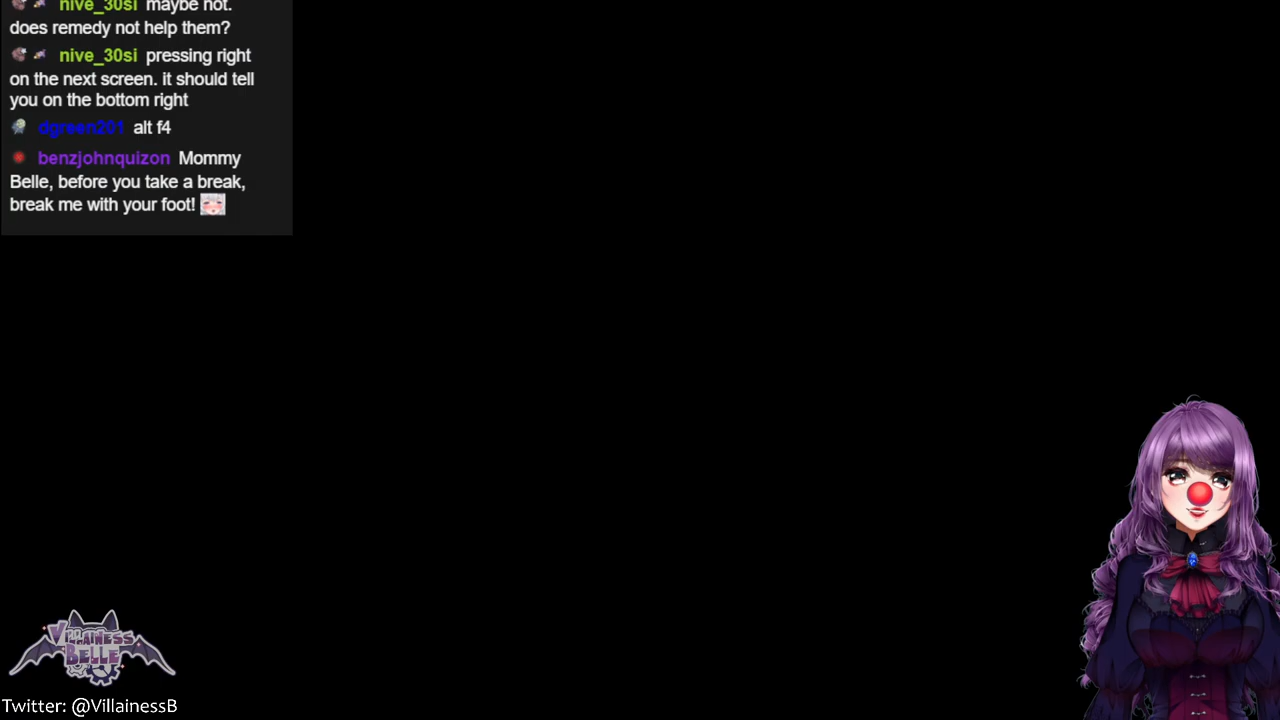 nive_30si maybe not.
does remedy not help them?
nive_30si pressing right
on the next screen. it should tell
you on the bottom right
dgreen201 alt f4
benzjohnquizon Mommy
Belle, before you take a break,
break me with your foot!
VILLAINESS
BELLE
Twitter: @VillainessB